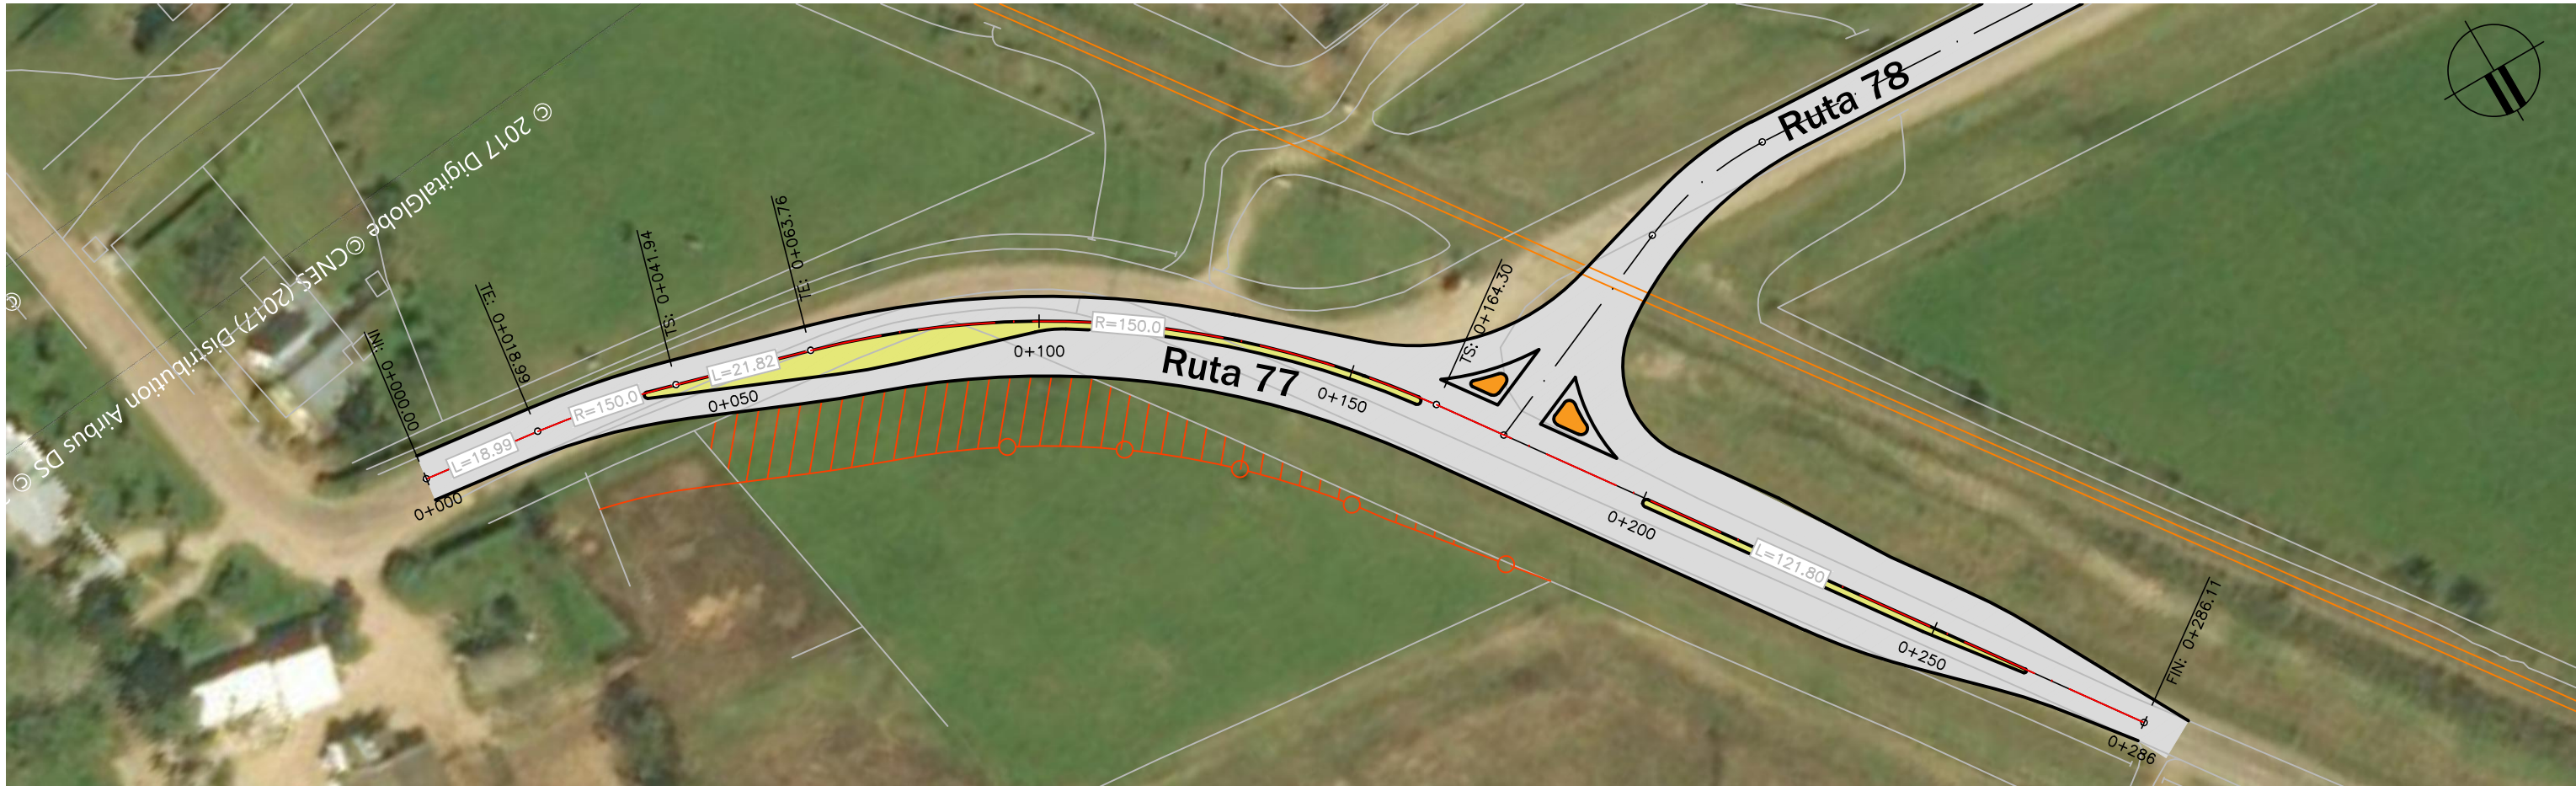 © 2017 DigitalGlobe ©CNES (2017) Distribution Airbus DS ©
©
INI: 0+000.00
TE: 0+018.99
TS: 0+041.94
TE: 0+063.76
TS: 0+164.30
FIN: 0+286.11
L=18.99
R=150.0
L=21.82
R=150.0
L=121.80
0+000
0+050
0+100
0+150
0+200
0+250
0+286
Ruta 77
Ruta 78